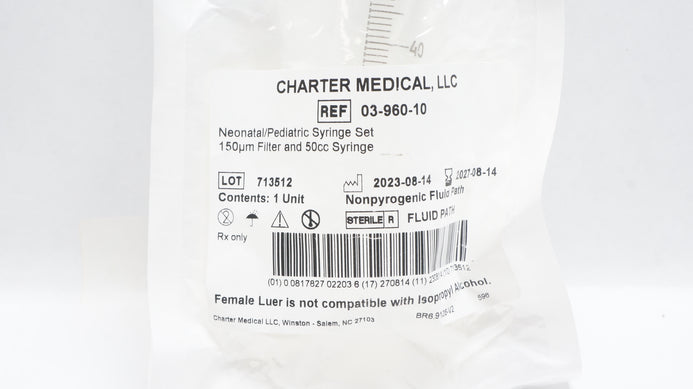 40
CHARTER MEDICAL, LLC
REF 03-960-10
Neonatal/Pediatric Syringe Set
150µm Filter and 50cc Syringe
LOT 713512 2023-08-14 2027-08-14
Contents: 1 Unit Nonpyrogenic Fluid Path
STERILE R FLUID PATH
Rx only
(01) 0 0817827 02203 6 (17) 270814 (11) 713512
Female Luer is not compatible with Isopropyl Alcohol.
596
Charter Medical LLC, Winston - Salem, NC 27103